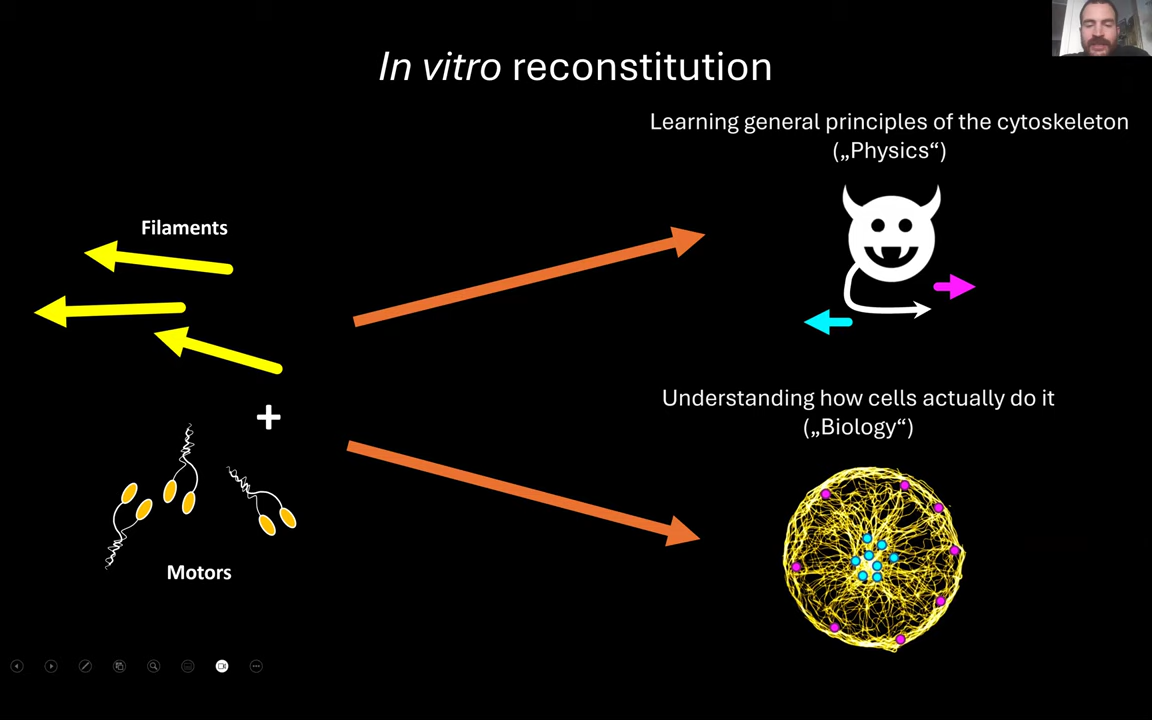 In vitro reconstitution
Learning general principles of the cytoskeleton
(„Physics“)
Filaments
+
Understanding how cells actually do it
(„Biology“)
Motors